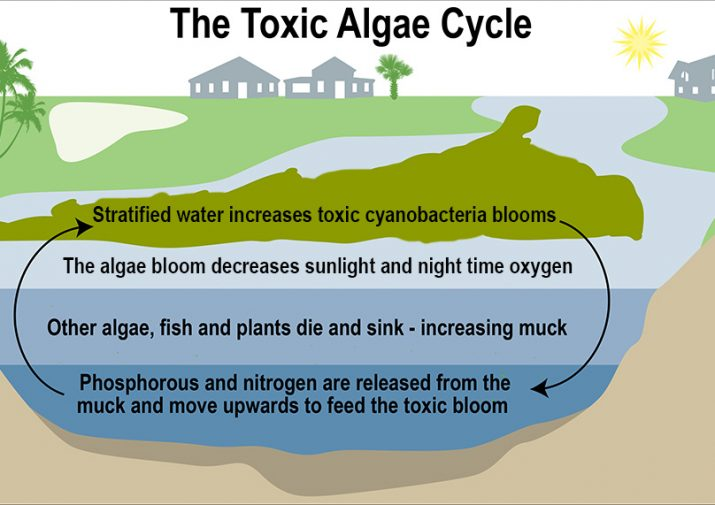 The Toxic Algae Cycle
Stratified water increases toxic cyanobacteria blooms
The algae bloom decreases sunlight and night time oxygen
Other algae, fish and plants die and sink - increasing muck
Phosphorous and nitrogen are released from the
muck and move upwards to feed the toxic bloom